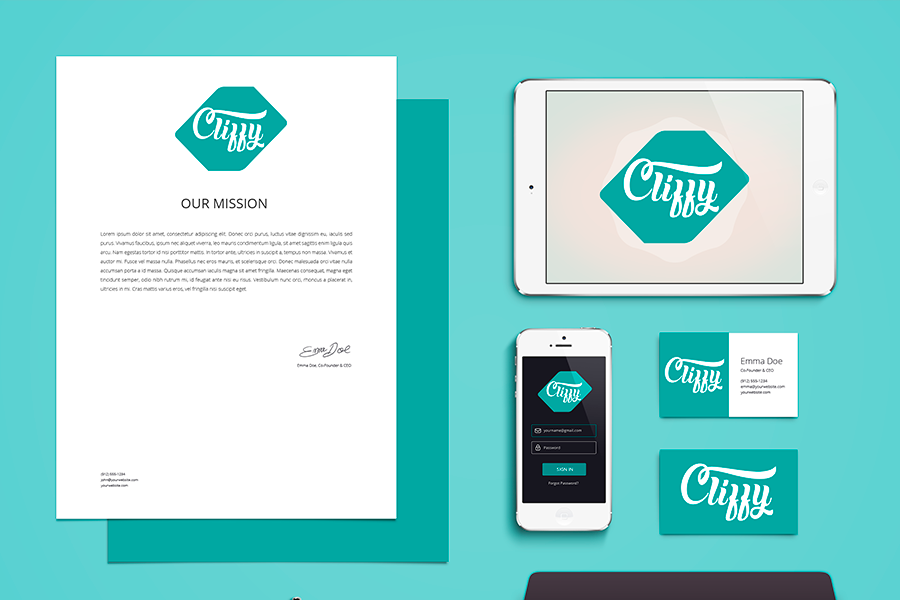 Cliffy
OUR MISSION
Lorem ipsum dolor sit amet, consectetur adipiscing elit. Donec orci purus, luctus vitae dignissim eu, iaculis
purus. Vivamus faucibus, ipsum nec aliquet viverra, leo mauris condimentum ligula, sit amet sagittis enim ligula quis
arcu. Nam egestas tortor id nisi porttitor mattis. In tortor ante, ultricies in suscipit a, tempus non massa. Vivamus et
auctor mi. Fusce vel massa nulla. Phasellus nec eros mauris, et scelerisque orci. Donec malesuada orci vitae
accumsan porta a id massa. Quisque accumsan iaculis magna sit amet fringilla. Maecenas consequat, magna eget
tincidunt semper, odio nibh rutrum mi, id feugiat ante nisi eu risus. Vestibulum nunc orci, rhoncus a placerat in,
ultricies in mi. Cras mattis varius eros, vel fringilla nisi suscipit eget.
Emma Doe
Emma Doe, Co-Founder & CEO
(912) 555-1234
john@yourwebsite.com
yourwebsite.com
Cliffy
Cliffy
yourname@gmail.com
Password
SIGN IN
Forgot Password?
Cliffy
Emma Doe
Co-Founder & CEO
(912) 555-1234
emma@yourwebsite.com
yourwebsite.com
Cliffy